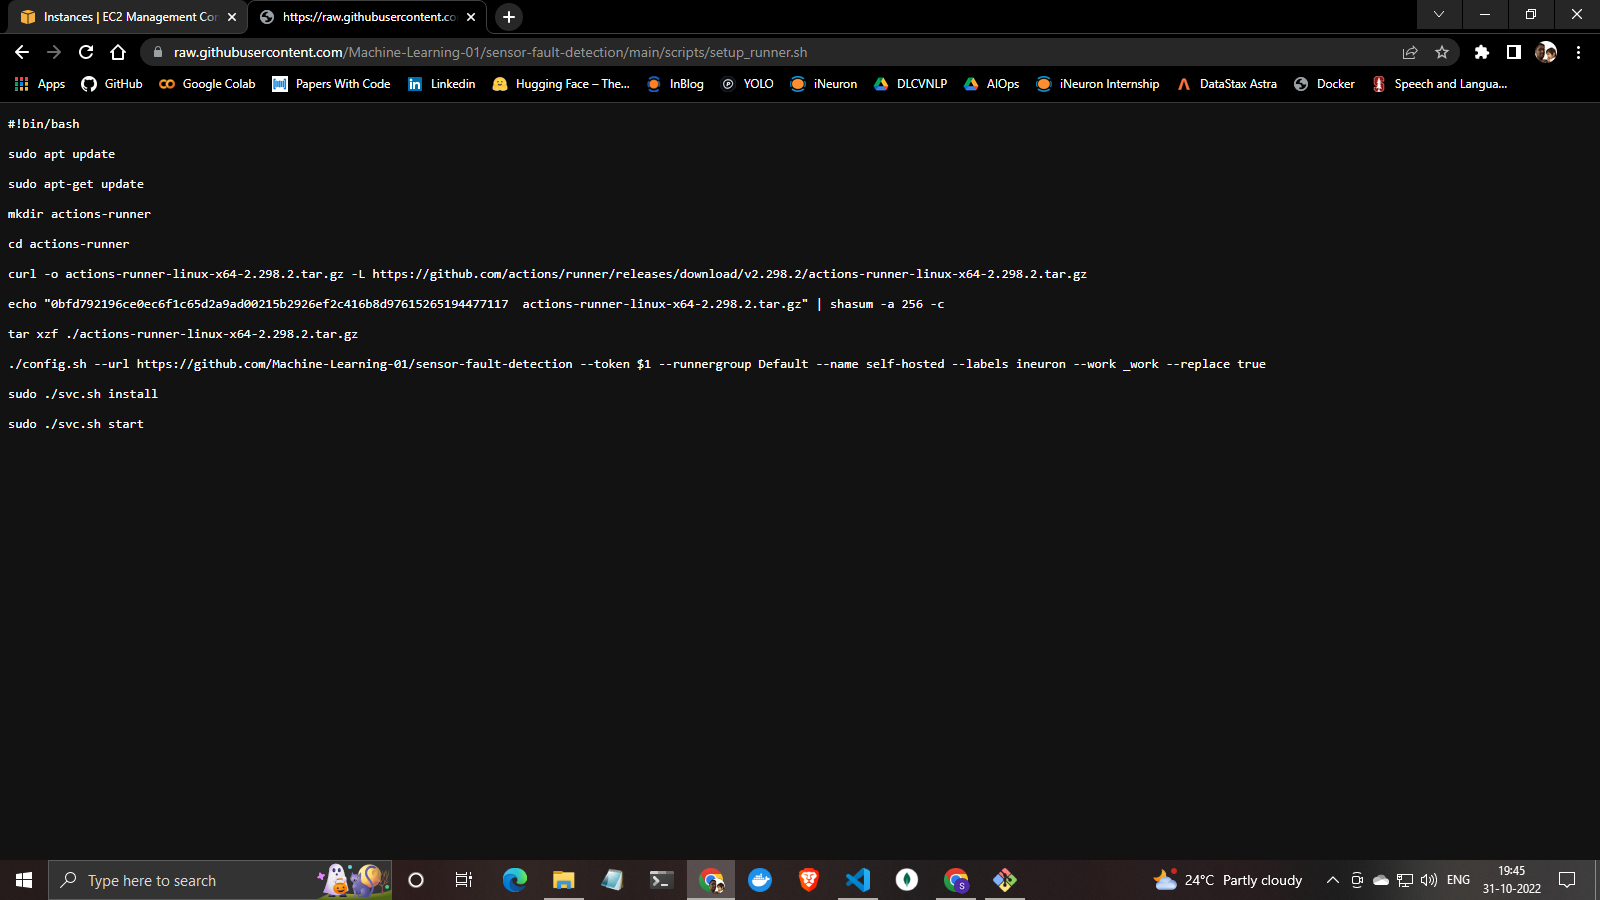 Instances | EC2 Management Con
https://raw.githubusercontent.co
raw.githubusercontent.com/Machine-Learning-01/sensor-fault-detection/main/scripts/setup_runner.sh
Apps GitHub Google Colab Papers With Code Linkedin Hugging Face – The... InBlog YOLO iNeuron DLCVNLP AIOps iNeuron Internship DataStax Astra Docker Speech and Langua...
#!bin/bash
sudo apt update
sudo apt-get update
mkdir actions-runner
cd actions-runner
curl -o actions-runner-linux-x64-2.298.2.tar.gz -L https://github.com/actions/runner/releases/download/v2.298.2/actions-runner-linux-x64-2.298.2.tar.gz
echo "0bfd792196ce0ec6f1c65d2a9ad00215b2926ef2c416b8d97615265194477117  actions-runner-linux-x64-2.298.2.tar.gz" | shasum -a 256 -c
tar xzf ./actions-runner-linux-x64-2.298.2.tar.gz
./config.sh --url https://github.com/Machine-Learning-01/sensor-fault-detection --token $1 --runnergroup Default --name self-hosted --labels ineuron --work _work --replace true
sudo ./svc.sh install
sudo ./svc.sh start
Type here to search
24°C Partly cloudy
ENG
19:45
31-10-2022